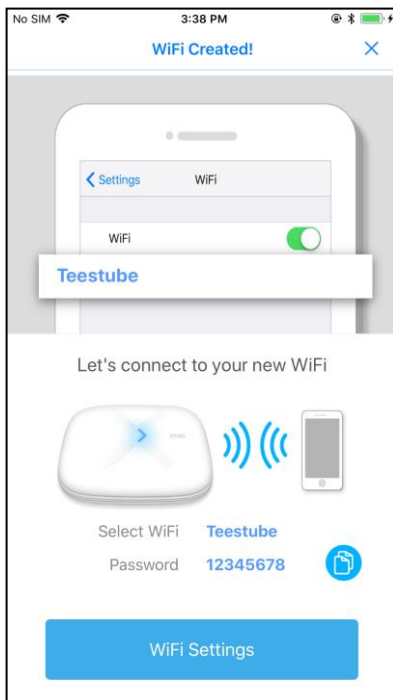 No SIM 3:38 PM
WiFi Created!
Settings WiFi
WiFi
Teestube
Let's connect to your new WiFi
ZYXEL
Select WiFi Teestube
Password 12345678
WiFi Settings